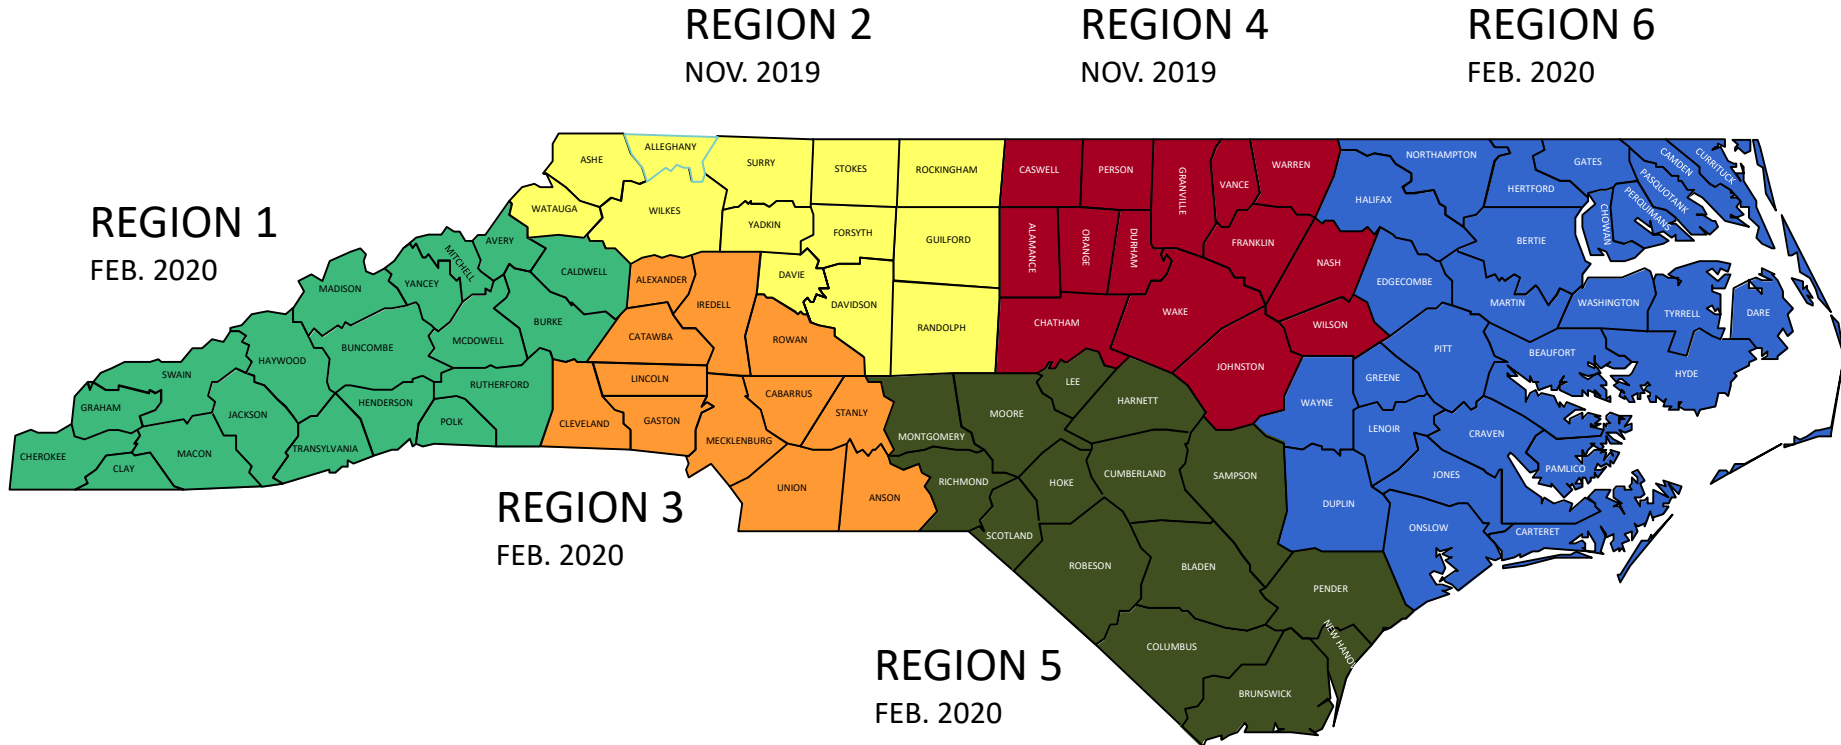 REGION 2
NOV. 2019
REGION 4
NOV. 2019
REGION 6
FEB. 2020
REGION 1
FEB. 2020
REGION 3
FEB. 2020
REGION 5
FEB. 2020
CHEROKEE
GRAHAM
SWAIN
CLAY
MACON
JACKSON
HAYWOOD
MADISON
BUNCOMBE
TRANSYLVANIA
HENDERSON
POLK
RUTHERFORD
MCDOWELL
YANCEY
MITCHELL
AVERY
BURKE
CALDWELL
ASHE
ALLEGHANY
SURRY
STOKES
ROCKINGHAM
WATAUGA
WILKES
YADKIN
FORSYTH
GUILFORD
DAVIE
DAVIDSON
RANDOLPH
ALEXANDER
IREDELL
CATAWBA
ROWAN
LINCOLN
CLEVELAND
GASTON
MECKLENBURG
CABARRUS
STANLY
UNION
ANSON
CASWELL
PERSON
GRANVILLE
VANCE
WARREN
ALAMANCE
ORANGE
DURHAM
FRANKLIN
NASH
CHATHAM
WAKE
WILSON
JOHNSTON
MONTGOMERY
MOORE
LEE
HARNETT
RICHMOND
HOKE
CUMBERLAND
SAMPSON
SCOTLAND
ROBESON
BLADEN
PENDER
COLUMBUS
BRUNSWICK
NEW HANOV
NORTHAMPTON
GATES
CAMDEN
CURRITUCK
HALIFAX
HERTFORD
PASQUOTANK
PERQUIMANS
CHOWAN
BERTIE
EDGECOMBE
MARTIN
WASHINGTON
TYRRELL
DARE
PITT
BEAUFORT
HYDE
GREENE
WAYNE
LENOIR
CRAVEN
PAMLICO
JONES
DUPLIN
ONSLOW
CARTERET